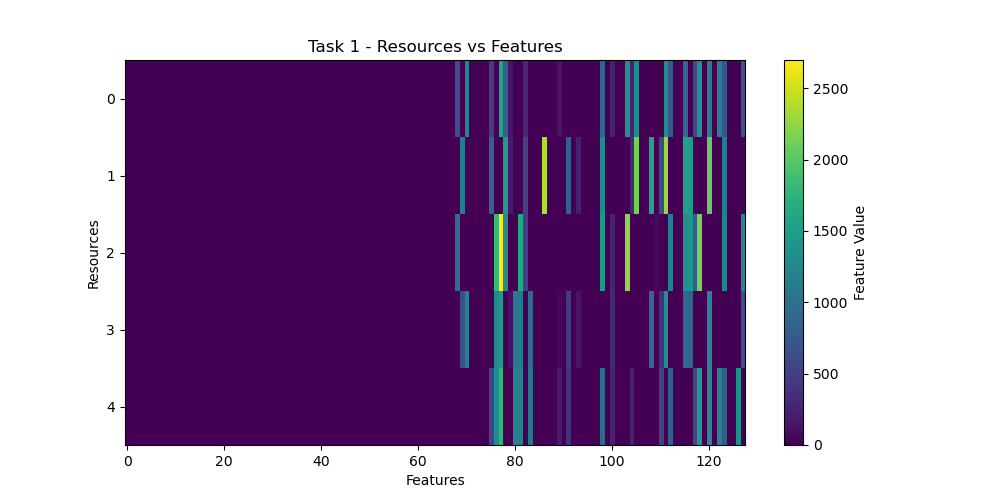 Task 1 - Resources vs Features
Resources
0
1
2
3
4
0 20 40 60 80 100 120
Features
2500
2000
1500
1000
500
0
Feature Value